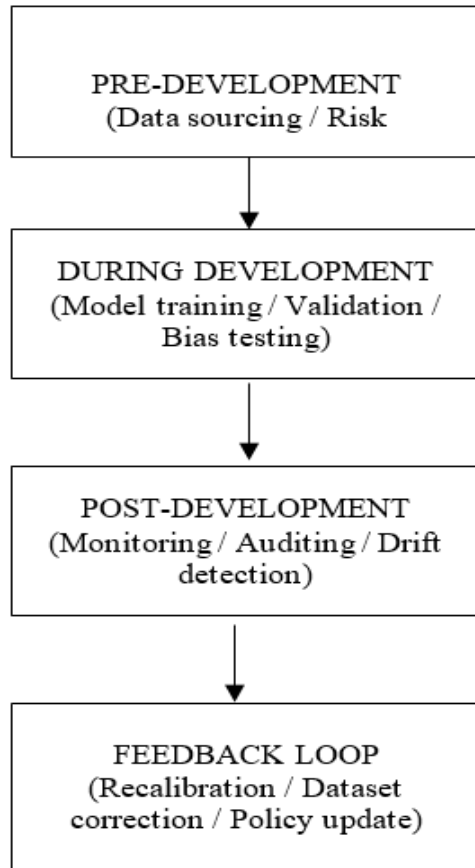 PRE-DEVELOPMENT
(Data sourcing / Risk
DURING DEVELOPMENT
(Model training / Validation /
Bias testing)
POST-DEVELOPMENT
(Monitoring / Auditing / Drift
detection)
FEEDBACK LOOP
(Recalibration / Dataset
correction / Policy update)